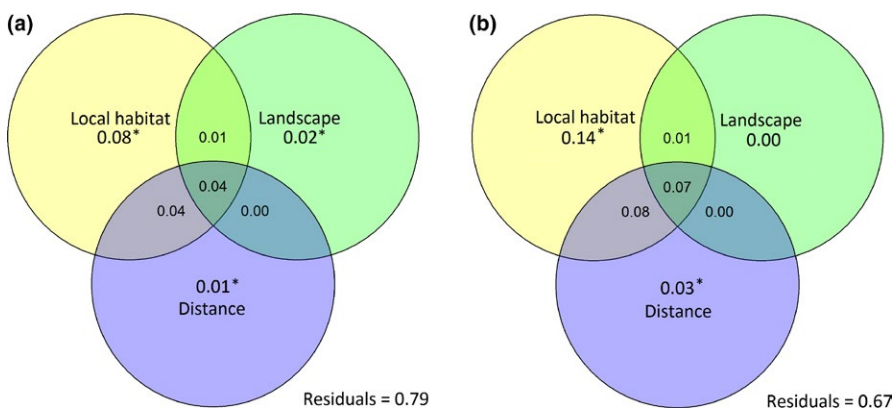 (a)
Local habitat
0.08*
Landscape
0.02*
0.01
0.04
0.04
0.00
0.01*
Distance
Residuals = 0.79
(b)
Local habitat
0.14*
Landscape
0.00
0.01
0.07
0.08
0.00
0.03*
Distance
Residuals = 0.67